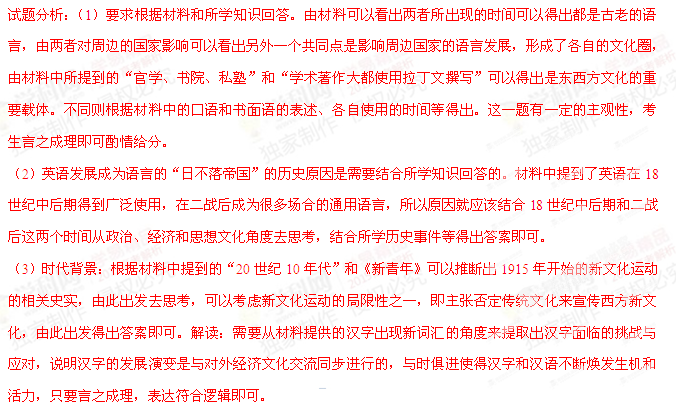 试题分析：（1）要求根据材料和所学知识回答。由材料可以看出两者所出现的时间可以得出都是古老的语
言，由两者对周边的国家影响可以看出另外一个共同点是影响周边国家的语言发展，形成了各自的文化圈，
由材料中所提到的“官学、书院、私塾”和“学术著作大都使用拉丁文撰写”可以得出是东西方文化的重
要载体。不同则根据材料中的口语和书面语的表述、各自使用的时间等得出。这一题有一定的主观性，考
生言之成理即可酌情给分。
（2）英语发展成为语言的“日不落帝国”的历史原因是需要结合所学知识回答的。材料中提到了英语在 18
世纪中后期得到广泛使用，在二战后成为很多场合的通用语言，所以原因就应该结合 18 世纪中后期和二战
后这两个时间从政治、经济和思想文化角度去思考，结合所学历史事件等得出答案即可。
（3）时代背景：根据材料中提到的“20 世纪 10 年代”和《新青年》可以推断出 1915 年开始的新文化运动
的相关史实，由此出发去思考，可以考虑新文化运动的局限性之一，即主张否定传统文化来宣传西方新文
化，由此出发得出答案即可。解读：需要从材料提供的汉字出现新词汇的角度来提取出汉字面临的挑战与
应对，说明汉字的发展演变是与对外经济文化交流同步进行的，与时俱进使得汉字和汉语不断焕发生机和
活力，只要言之成理，表达符合逻辑即可。